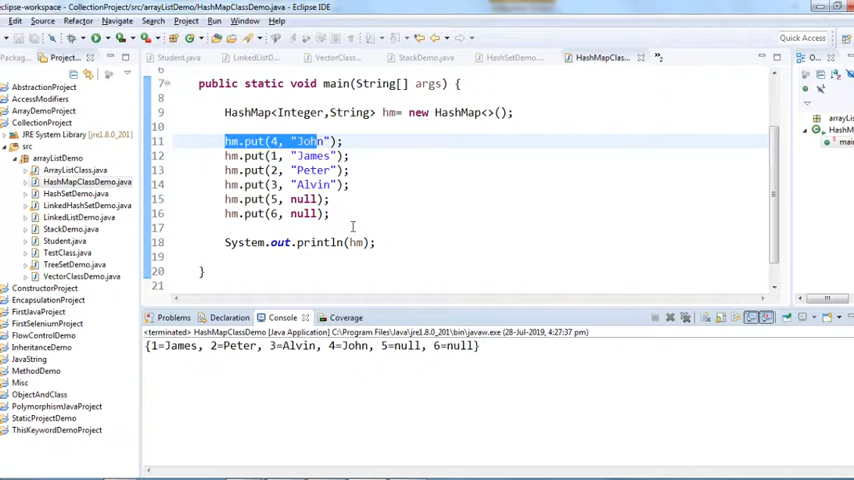 eclipse-workspace - CollectionProject/src/arrayListDemo/HashMapClassDemo.java - Eclipse IDE
File Edit Source Refactor Navigate Search Project Run Window Help
Quick Access
Packag... Project...
Student.java LinkedListD... VectorClass... StackDemo.java HashSetDemo... HashMapClas... »2
O...
AbstractionProject
AccessModifiers
ArrayDemoProject
CollectionProject
JRE System Library [jre1.8.0_201]
src
arrayListDemo
ArrayListClass.java
HashMapClassDemo.java
HashSetDemo.java
LinkedHashSetDemo.java
LinkedListDemo.java
StackDemo.java
Student.java
TestClass.java
TreeSetDemo.java
VectorClassDemo.java
ConstructorProject
EncapsulationProject
FirstJavaProject
FirstSeleniumProject
FlowControlDemo
InheritanceDemo
JavaString
MethodDemo
Misc
ObjectAndClass
PolymorphismJavaProject
StaticProjectDemo
ThisKeywordDemoProject
6
7 public static void main(String[] args) {
8
9 HashMap<Integer,String> hm= new HashMap<>();
10
11 hm.put(4, "John");
12 hm.put(1, "James");
13 hm.put(2, "Peter");
14 hm.put(3, "Alvin");
15 hm.put(5, null);
16 hm.put(6, null);
17
18 System.out.println(hm);
19
20 }
21
arrayLi
HashM
mai
Problems Declaration Console Coverage
<terminated> HashMapClassDemo [Java Application] C:\Program Files\Java\jre1.8.0_201\bin\javaw.exe (28-Jul-2019, 4:27:37 PM)
{1=James, 2=Peter, 3=Alvin, 4=John, 5=null, 6=null}